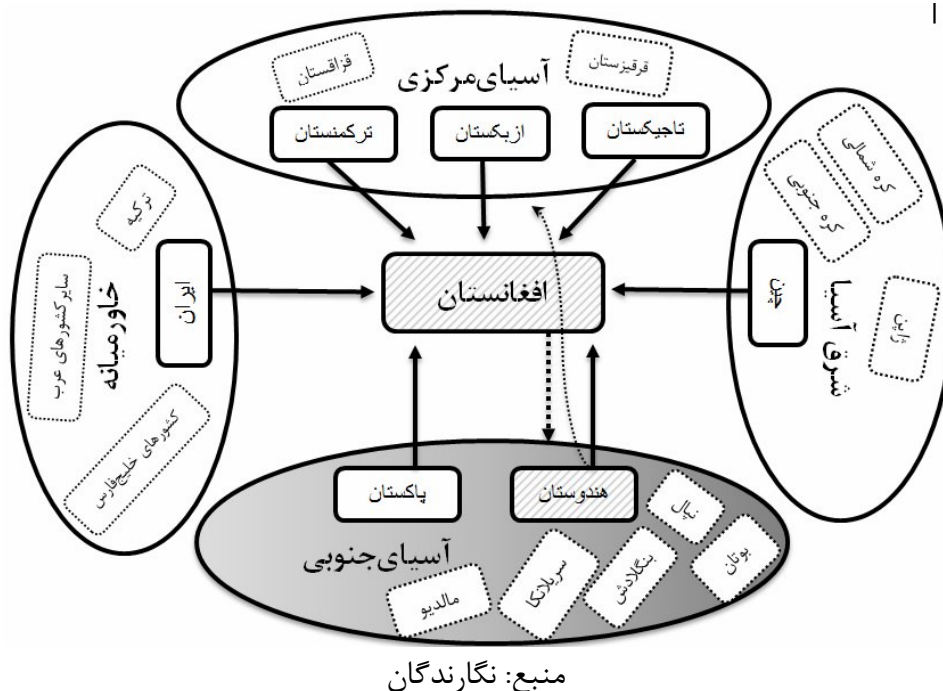 ا
قزاقستان
آسیای‌مرکزی
قرقیزستان
ترکمنستان
ازبکستان
تاجیکستان
ترکیه
سایرکشورهای عرب
خاورمیانه
ایران
کشورهای خلیج‌فارس
افغانستان
کره شمالی
کره جنوبی
چین
شرق آسیا
ژاپن
پاکستان
هندوستان
نپال
آسیای‌جنوبی
مالدیو
سریلانکا
بنگلادش
بوتان
منبع: نگارندگان